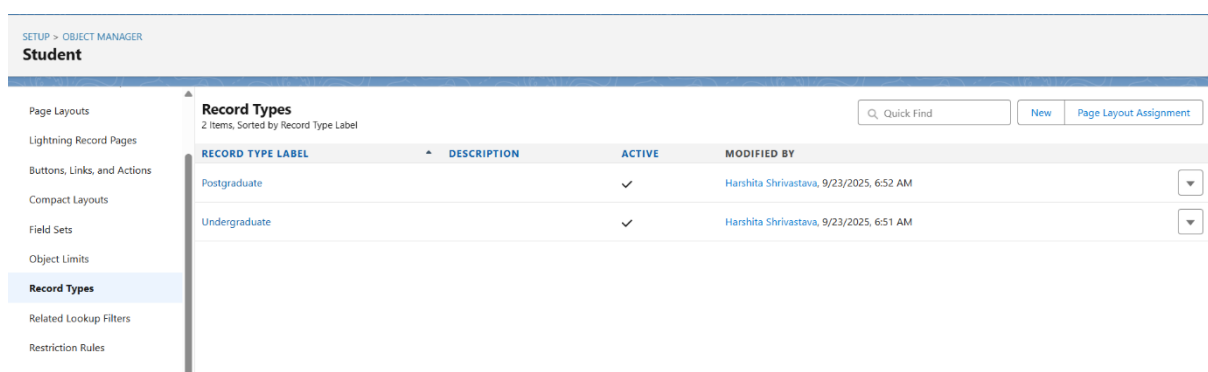 SETUP > OBJECT MANAGER
Student
Page Layouts
Lightning Record Pages
Buttons, Links, and Actions
Compact Layouts
Field Sets
Object Limits
Record Types
Related Lookup Filters
Restriction Rules
Record Types
2 Items, Sorted by Record Type Label
Quick Find
New
Page Layout Assignment
RECORD TYPE LABEL DESCRIPTION ACTIVE MODIFIED BY
Postgraduate Harshita Shrivastava, 9/23/2025, 6:52 AM
Undergraduate Harshita Shrivastava, 9/23/2025, 6:51 AM